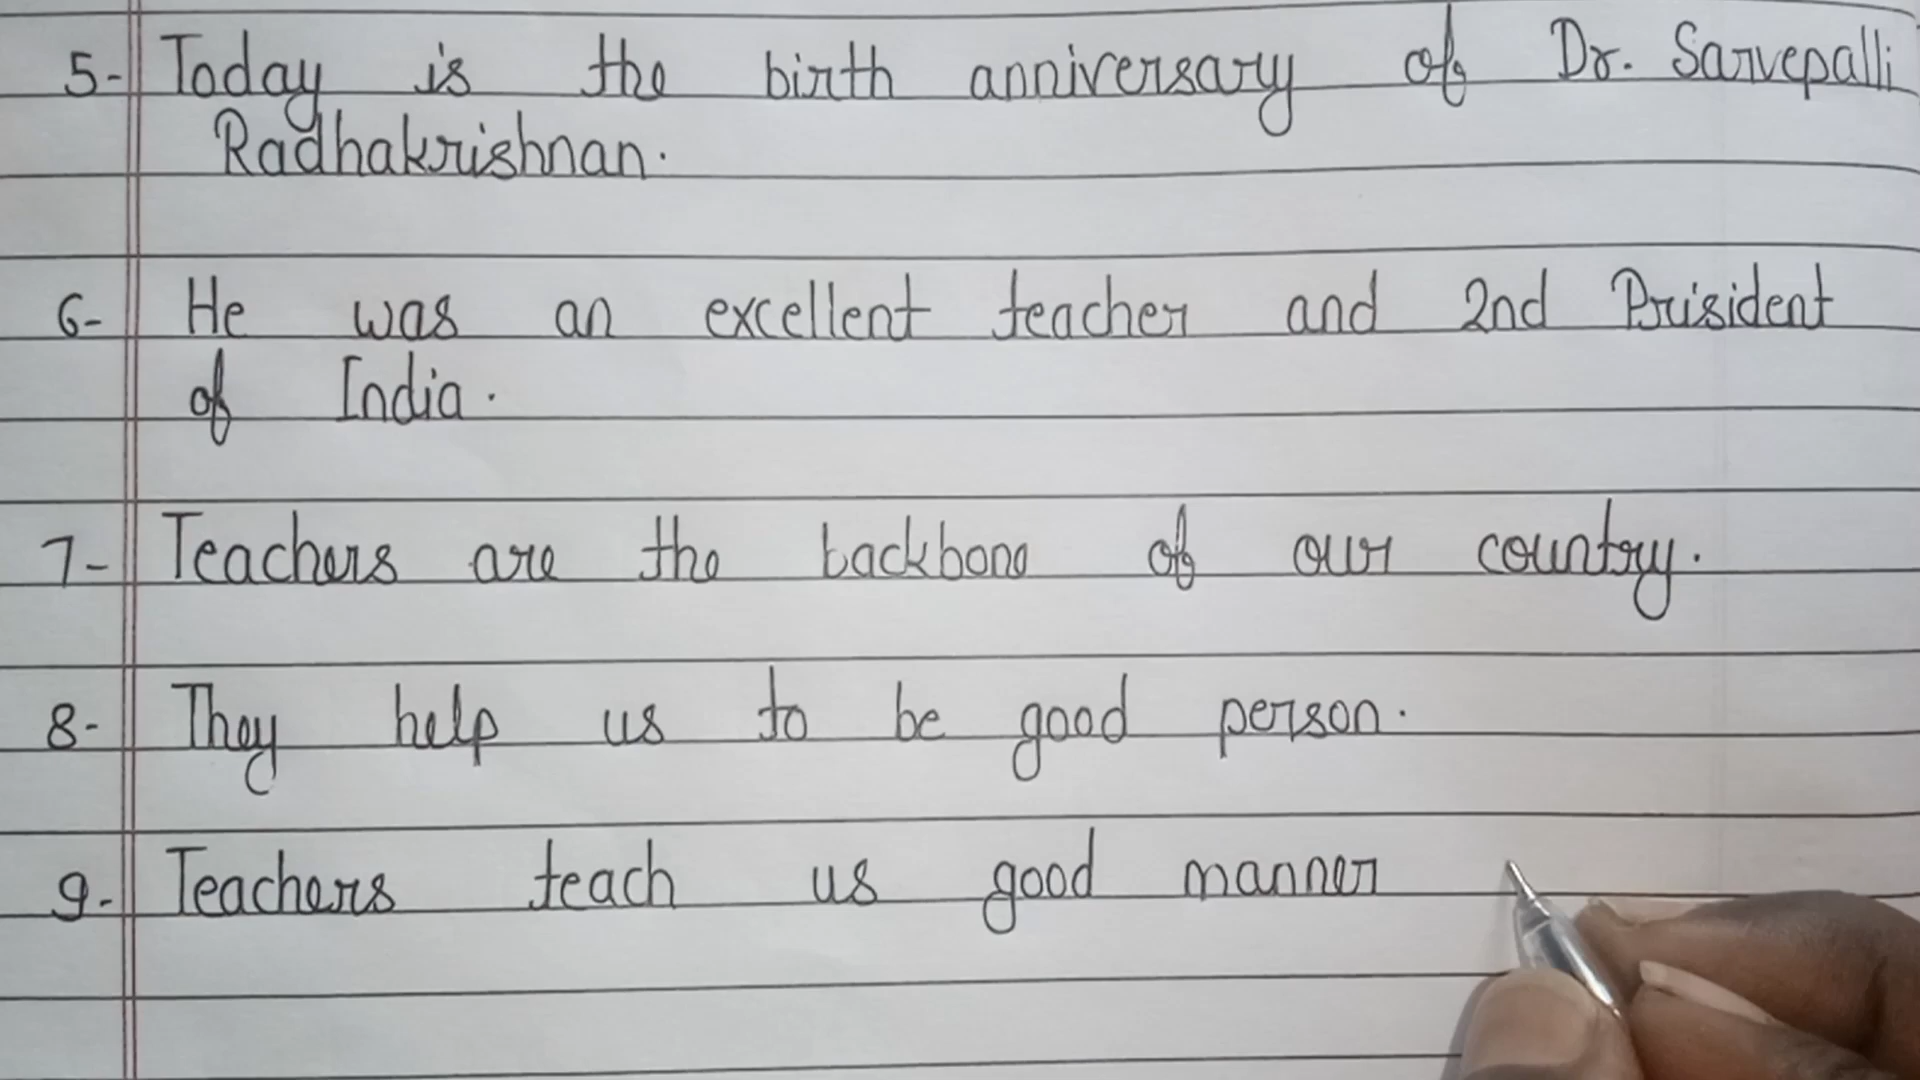 5- Today is the birth anniversary of Dr. Sarvepalli
Radhakrishnan.
6- He was an excellent teacher and 2nd Prisident
of India.
7- Teachers are the backbone of our country.
8- They help us to be good person.
9. Teachers teach us good manner